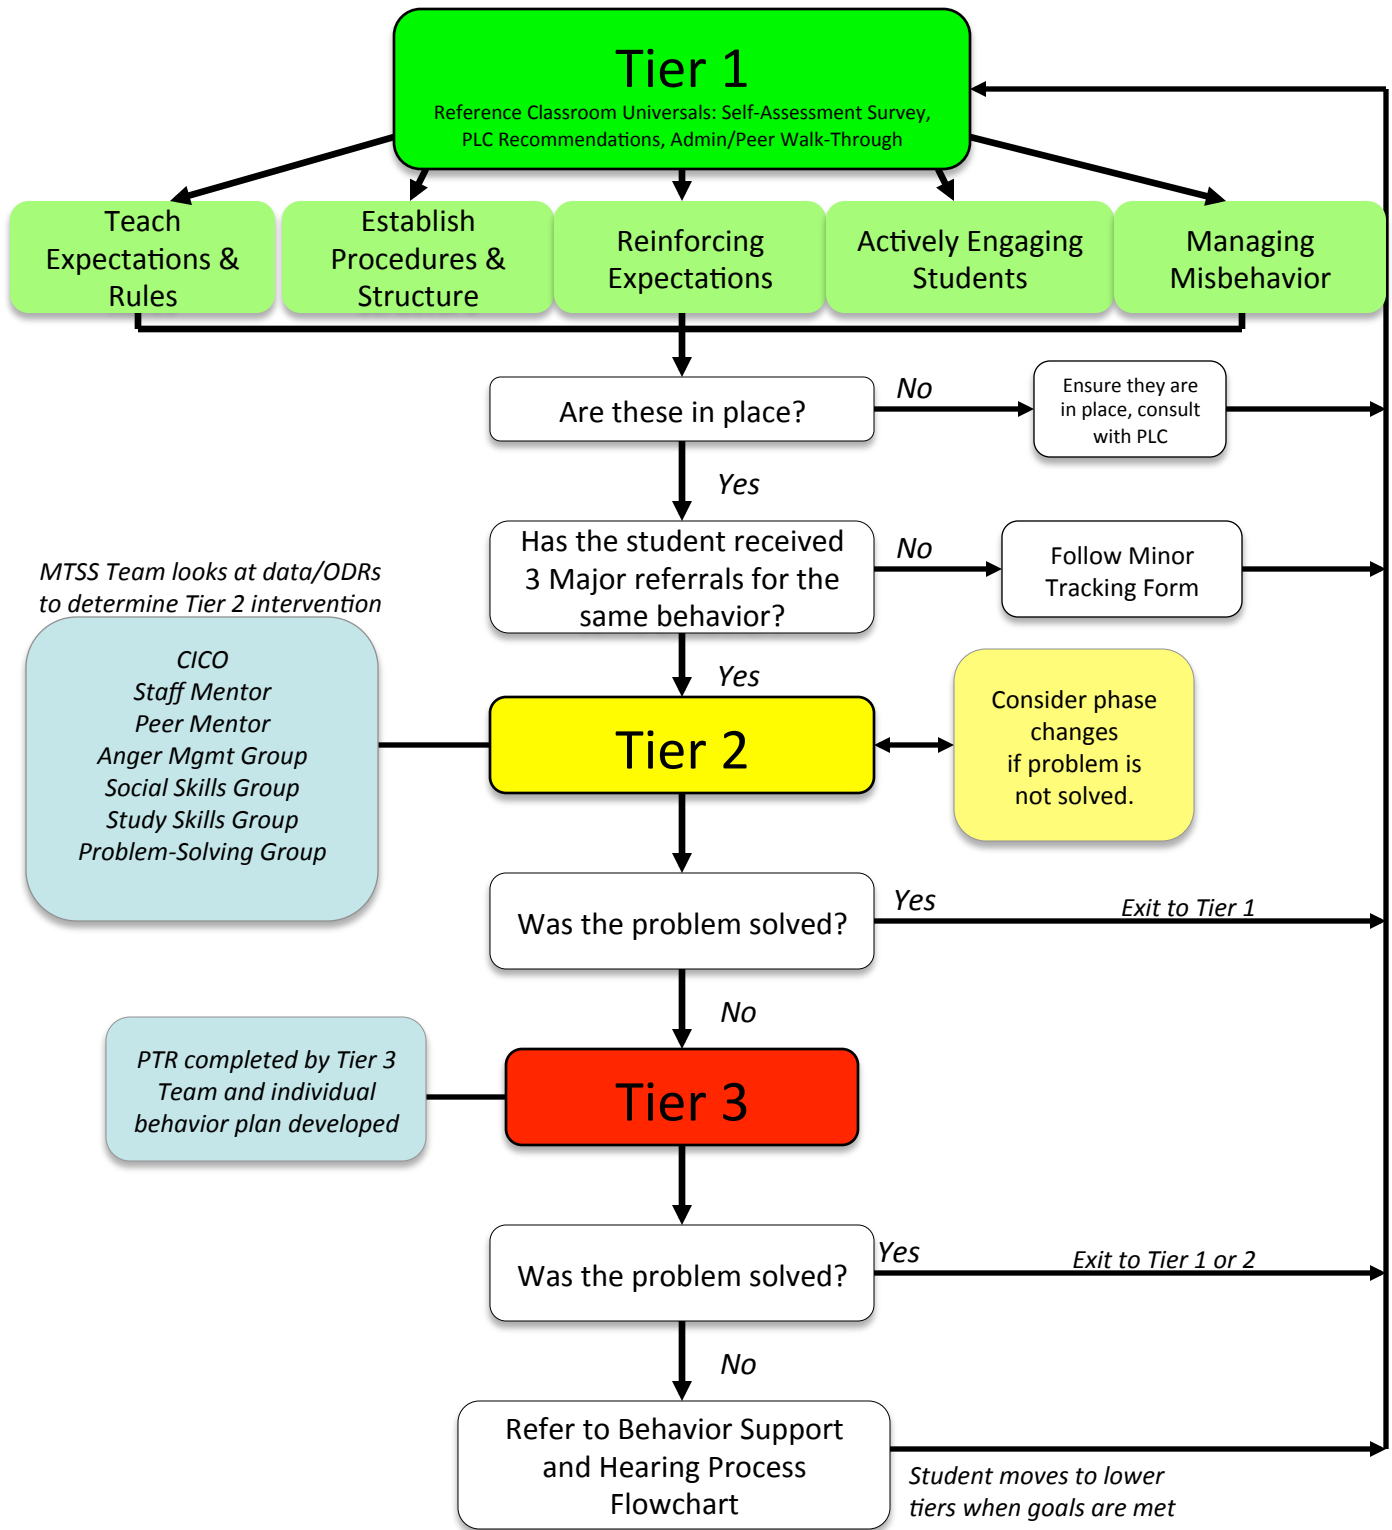 Tier 1
Reference Classroom Universals: Self-Assessment Survey,
PLC Recommendations, Admin/Peer Walk-Through
Teach
Expectations &
Rules
Establish
Procedures &
Structure
Reinforcing
Expectations
Actively Engaging
Students
Managing
Misbehavior
Are these in place?
No
Ensure they are
in place, consult
with PLC
Yes
Has the student received
3 Major referrals for the
same behavior?
No
Follow Minor
Tracking Form
MTSS Team looks at data/ODRs
to determine Tier 2 intervention
CICO
Staff Mentor
Peer Mentor
Anger Mgmt Group
Social Skills Group
Study Skills Group
Problem-Solving Group
Yes
Tier 2
Consider phase
changes
if problem is
not solved.
Was the problem solved?
Yes
Exit to Tier 1
No
PTR completed by Tier 3
Team and individual
behavior plan developed
Tier 3
Was the problem solved?
Yes
Exit to Tier 1 or 2
No
Refer to Behavior Support
and Hearing Process
Flowchart
Student moves to lower
tiers when goals are met